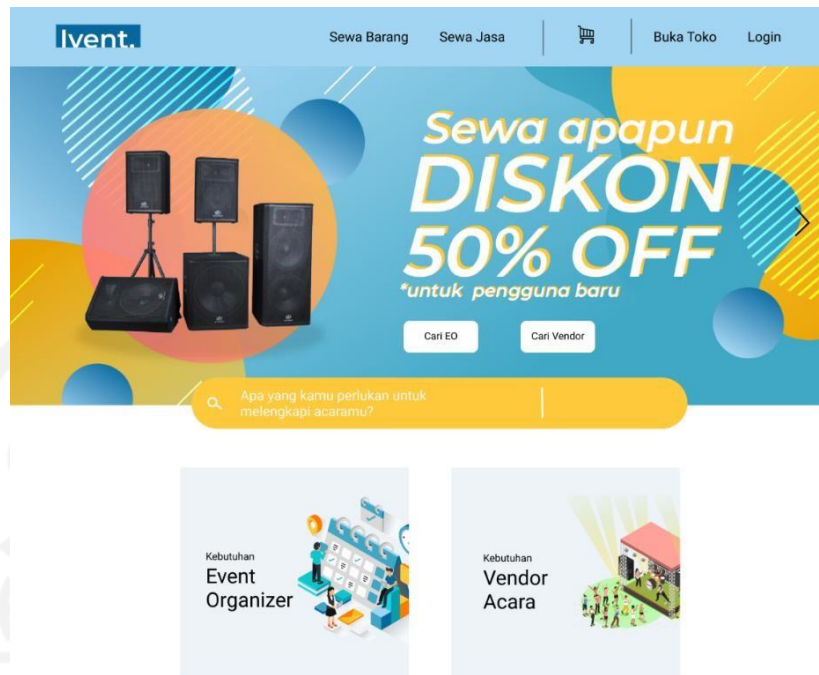 Ivent.
Sewa Barang
Sewa Jasa
Buka Toko
Login
Sewa apapun
DISKON
50% OFF
*untuk pengguna baru
Cari EO
Cari Vendor
Apa yang kamu perlukan untuk
melengkapi acaramu?
Kebutuhan
Event
Organizer
Kebutuhan
Vendor
Acara